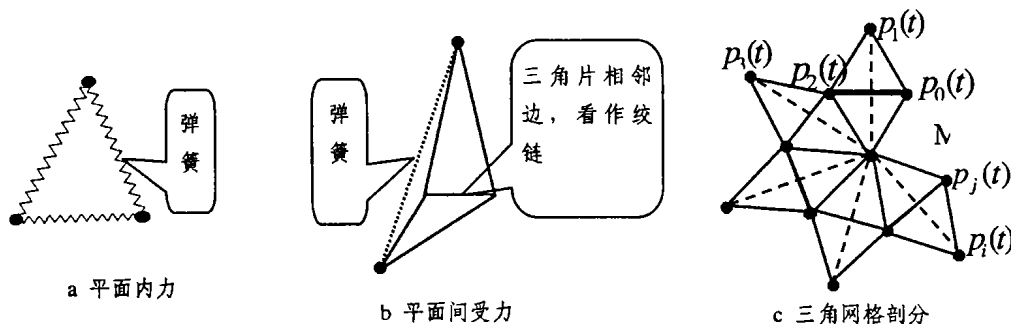 弹
簧
a 平面内力
弹
簧
三角片相邻
边，看作绞
链
b 平面间受力
p₁(t)
p₃(t)
p₂(t)
p₀(t)
M
pⱼ(t)
pᵢ(t)
c 三角网格剖分